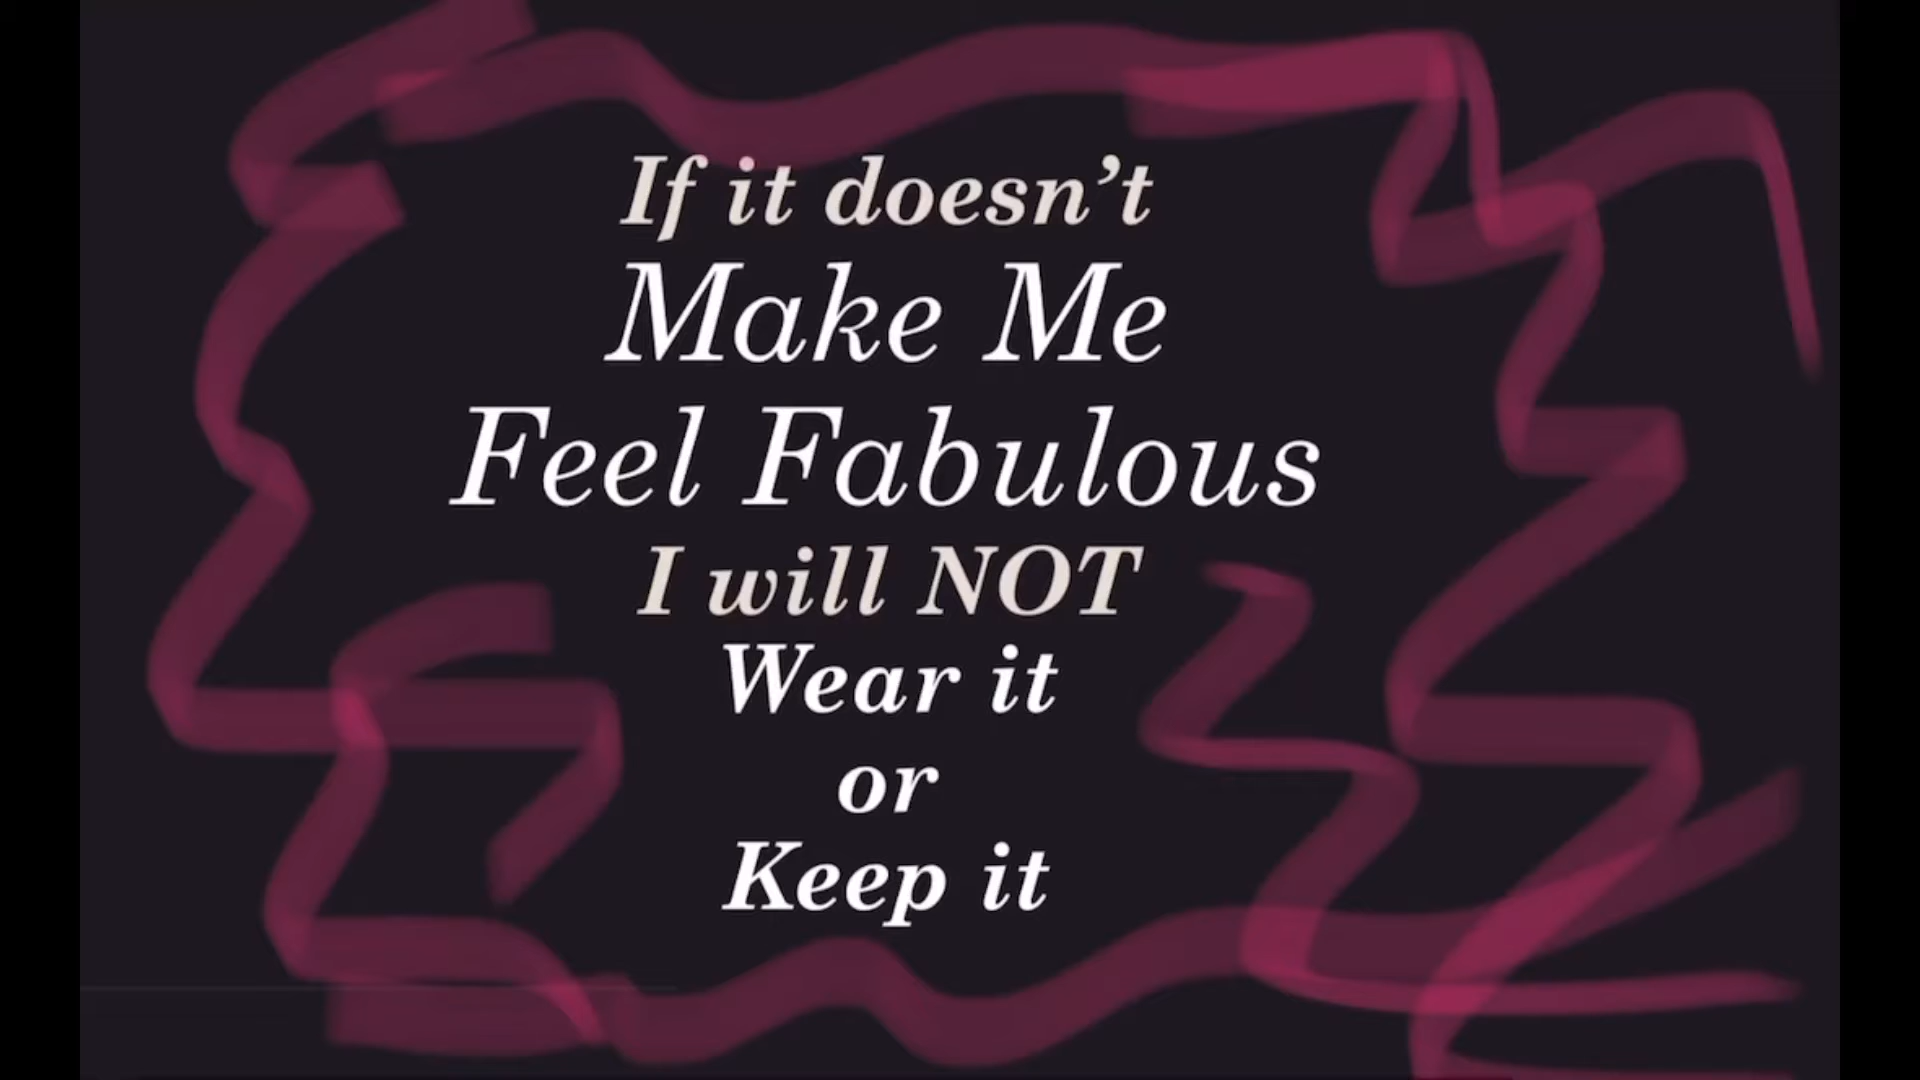 If it doesn’t
Make Me
Feel Fabulous
I will NOT
Wear it
or
Keep it